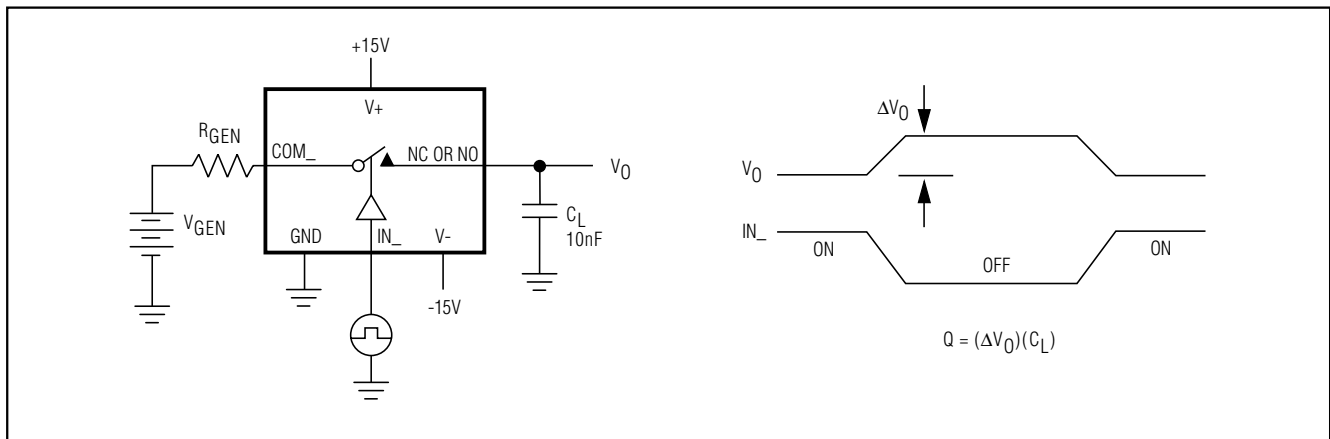 +15V
V+
RGEN
COM_
NC OR NO
VO
VGEN
CL
10nF
GND
IN_
V-
-15V
ΔVO
VO
IN_
ON
OFF
ON
Q = (ΔVO)(CL)